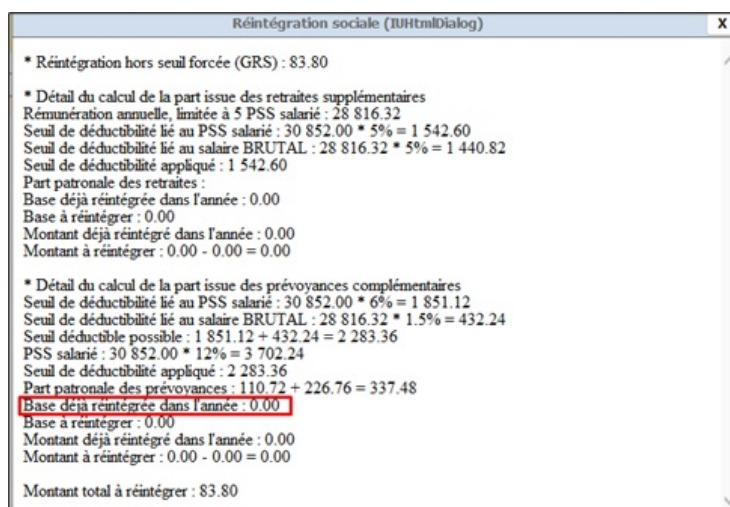 Réintégration sociale (IUHtmlDialog)
X
* Réintégration hors seuil forcée (GRS) : 83.80
* Détail du calcul de la part issue des retraites supplémentaires
Rémunération annuelle, limitée à 5 PSS salarié : 28 816.32
Seuil de déductibilité lié au PSS salarié : 30 852.00 * 5% = 1 542.60
Seuil de déductibilité lié au salaire BRUTAL : 28 816.32 * 5% = 1 440.82
Seuil de déductibilité appliqué : 1 542.60
Part patronale des retraites :
Base déjà réintégrée dans l'année : 0.00
Base à réintégrer : 0.00
Montant déjà réintégré dans l'année : 0.00
Montant à réintégrer : 0.00 - 0.00 = 0.00
* Détail du calcul de la part issue des prévoyances complémentaires
Seuil de déductibilité lié au PSS salarié : 30 852.00 * 6% = 1 851.12
Seuil de déductibilité lié au salaire BRUTAL : 28 816.32 * 1.5% = 432.24
Seuil déductible possible : 1 851.12 + 432.24 = 2 283.36
PSS salarié : 30 852.00 * 12% = 3 702.24
Seuil de déductibilité appliqué : 2 283.36
Part patronale des prévoyances : 110.72 + 226.76 = 337.48
Base déjà réintégrée dans l'année : 0.00
Base à réintégrer : 0.00
Montant déjà réintégré dans l'année : 0.00
Montant à réintégrer : 0.00 - 0.00 = 0.00
Montant total à réintégrer : 83.80